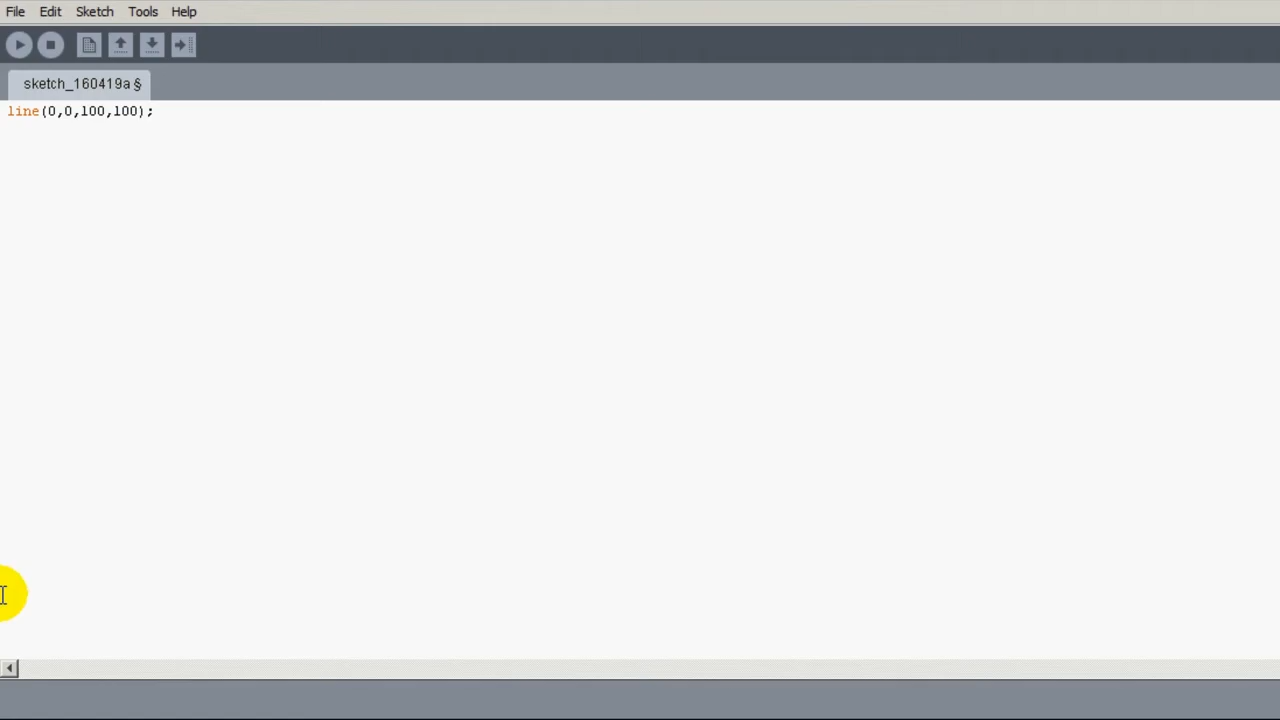 File Edit Sketch Tools Help
sketch_160419a §
line(0,0,100,100);